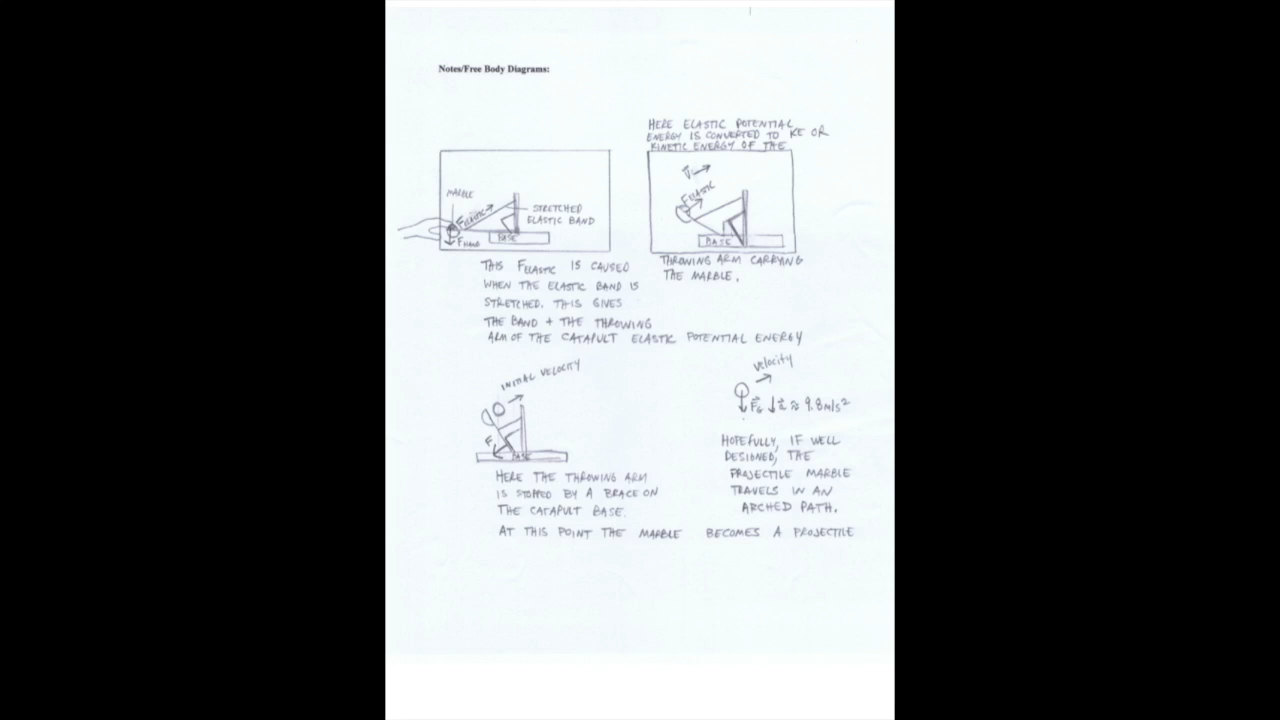 Notes/Free Body Diagrams:
HERE ELASTIC POTENTIAL
ENERGY IS CONVERTED TO KE OR
KINETIC ENERGY OF THE
MARBLE
FELASTIC
FHAND
STRETCHED
ELASTIC BAND
BASE
V
FELASTIC
BASE
THROWING ARM CARRYING
THE MARBLE.
THIS FELASTIC IS CAUSED
WHEN THE ELASTIC BAND IS
STRETCHED. THIS GIVES
THE BAND + THE THROWING
ARM OF THE CATAPULT ELASTIC POTENTIAL ENERGY
INITIAL VELOCITY
F
BASE
HERE THE THROWING ARM
IS STOPPED BY A BRACE ON
THE CATAPULT BASE.
AT THIS POINT THE MARBLE BECOMES A PROJECTILE
velocity
FG ↓a ≈ 9.8m/s²
HOPEFULLY, IF WELL
DESIGNED, THE
PROJECTILE MARBLE
TRAVELS IN AN
ARCHED PATH.